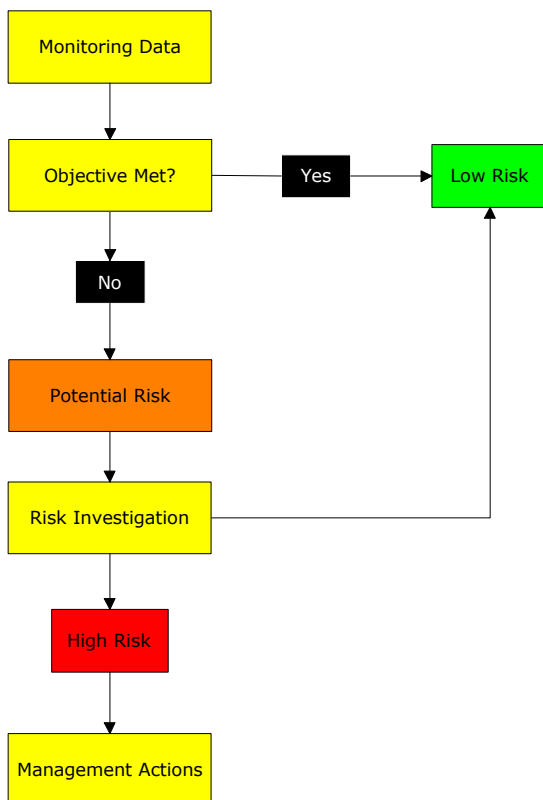 Monitoring Data
Objective Met?
Yes
Low Risk
No
Potential Risk
Risk Investigation
High Risk
Management Actions